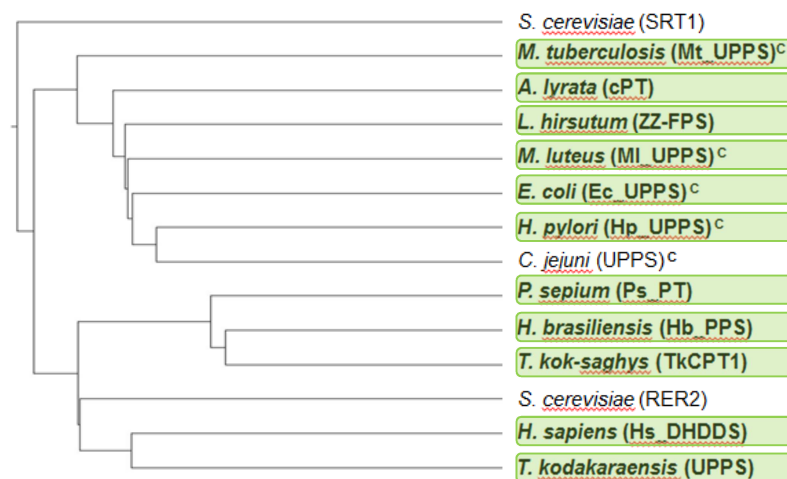 S. cerevisiae (SRT1)
M. tuberculosis (Mt_UPPS)ᶜ
A. lyrata (cPT)
L. hirsutum (ZZ-FPS)
M. luteus (Ml_UPPS)ᶜ
E. coli (Ec_UPPS)ᶜ
H. pylori (Hp_UPPS)ᶜ
C. jejuni (UPPS)ᶜ
P. sepium (Ps_PT)
H. brasiliensis (Hb_PPS)
T. kok-saghys (TkCPT1)
S. cerevisiae (RER2)
H. sapiens (Hs_DHDDS)
T. kodakaraensis (UPPS)